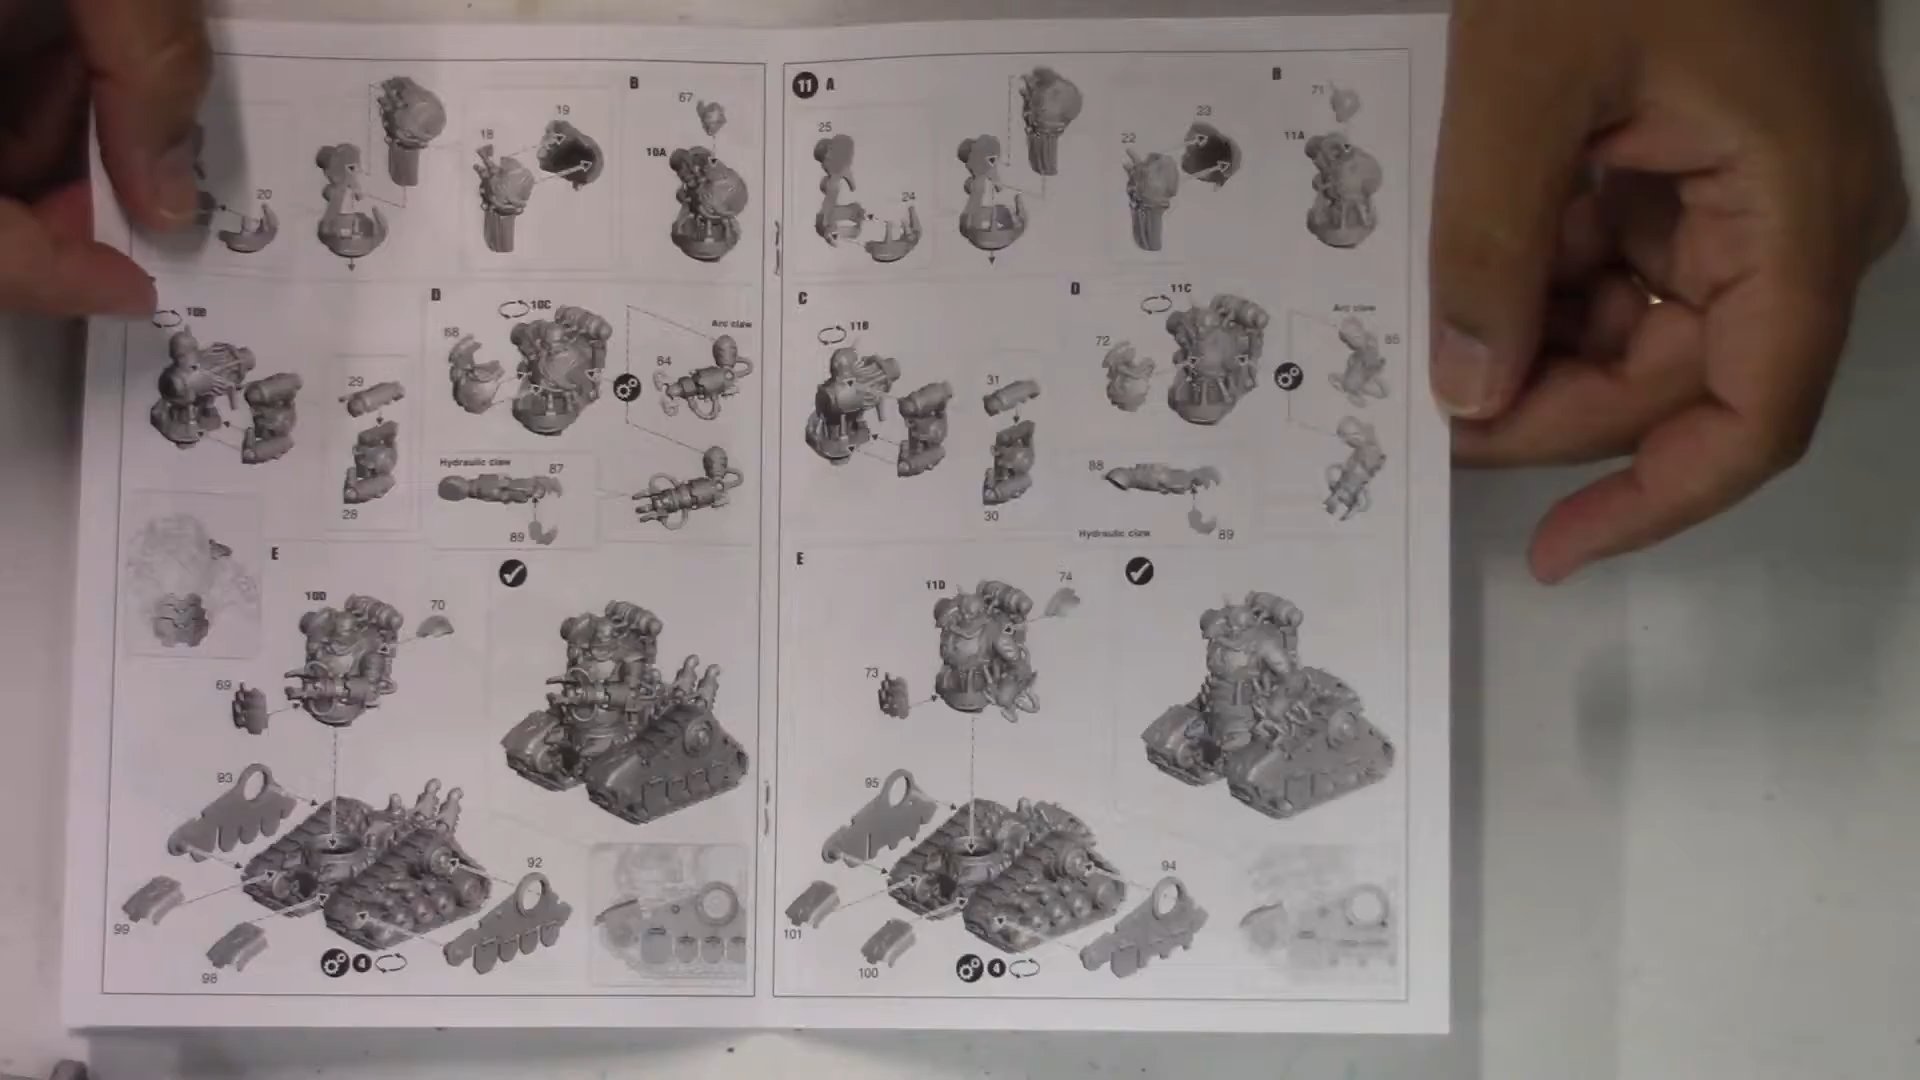 B
67
19
18
10A
20
10B
29
28
D
10C
68
Arc claw
84
Hydraulic claw
87
89
E
10D
70
69
93
92
99
98
4
11 A
B
71
25
23
22
11A
24
C
11B
31
30
D
11C
72
Arc claw
88
Hydraulic claw
89
E
11D
74
73
95
94
101
100
4